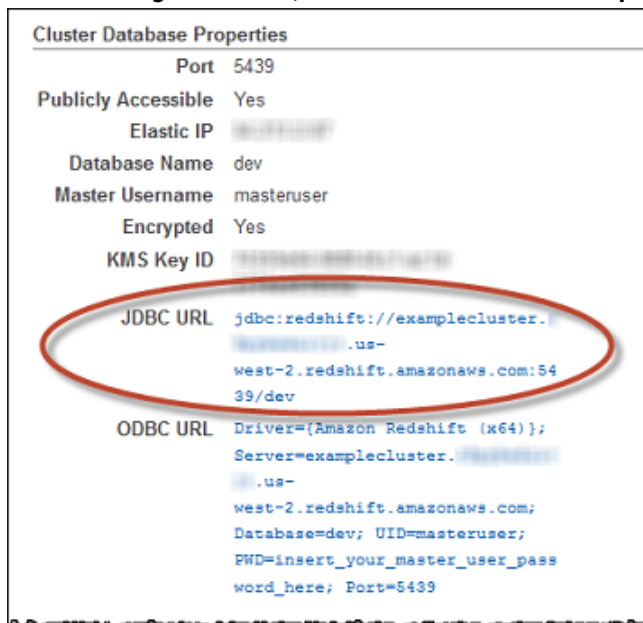 Cluster Database Properties
Port 5439
Publicly Accessible Yes
Elastic IP
Database Name dev
Master Username masteruser
Encrypted Yes
KMS Key ID
JDBC URL jdbc:redshift://examplecluster.
.us-
west-2.redshift.amazonaws.com:54
39/dev
ODBC URL Driver={Amazon Redshift (x64)};
Server=examplecluster.
.us-
west-2.redshift.amazonaws.com;
Database=dev; UID=masteruser;
PWD=insert_your_master_user_pass
word_here; Port=5439